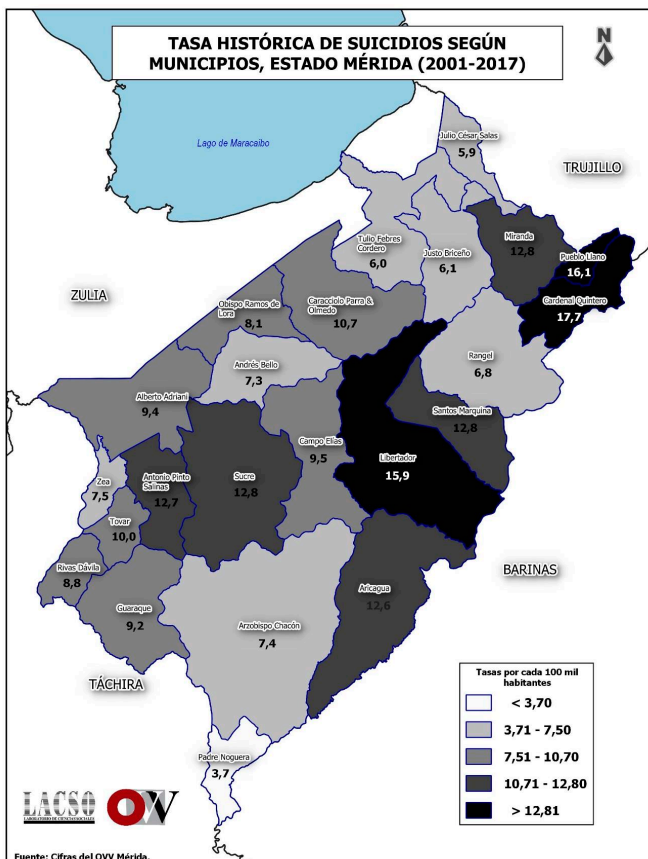 TASA HISTÓRICA DE SUICIDIOS SEGÚN
MUNICIPIOS, ESTADO MÉRIDA (2001-2017)
N
Lago de Maracaibo
Julio César Salas
5,9
TRUJILLO
Tulio Febres
Cordero
6,0
Justo Briceño
6,1
Miranda
12,8
Pueblo Llano
16,1
Cardenal Quintero
17,7
ZULIA
Obispo Ramos de
Lora
8,1
Caracciolo Parra &
Olmedo
10,7
Rangel
6,8
Andrés Bello
7,3
Alberto Adriani
9,4
Santos Marquina
12,8
Campo Elías
9,5
Libertador
15,9
Zea
7,5
Antonio Pinto
Salinas
12,7
Sucre
12,8
Tovar
10,0
Rivas Dávila
8,8
BARINAS
Aricagua
12,6
Guaraque
9,2
Arzobispo Chacón
7,4
TÁCHIRA
Padre Noguera
3,7
Tasas por cada 100 mil
habitantes
< 3,70
3,71 - 7,50
7,51 - 10,70
10,71 - 12,80
> 12,81
LACSO
LABORATORIO DE CIENCIAS SOCIALES
OVV
Fuente: Cifras del OVV Mérida.